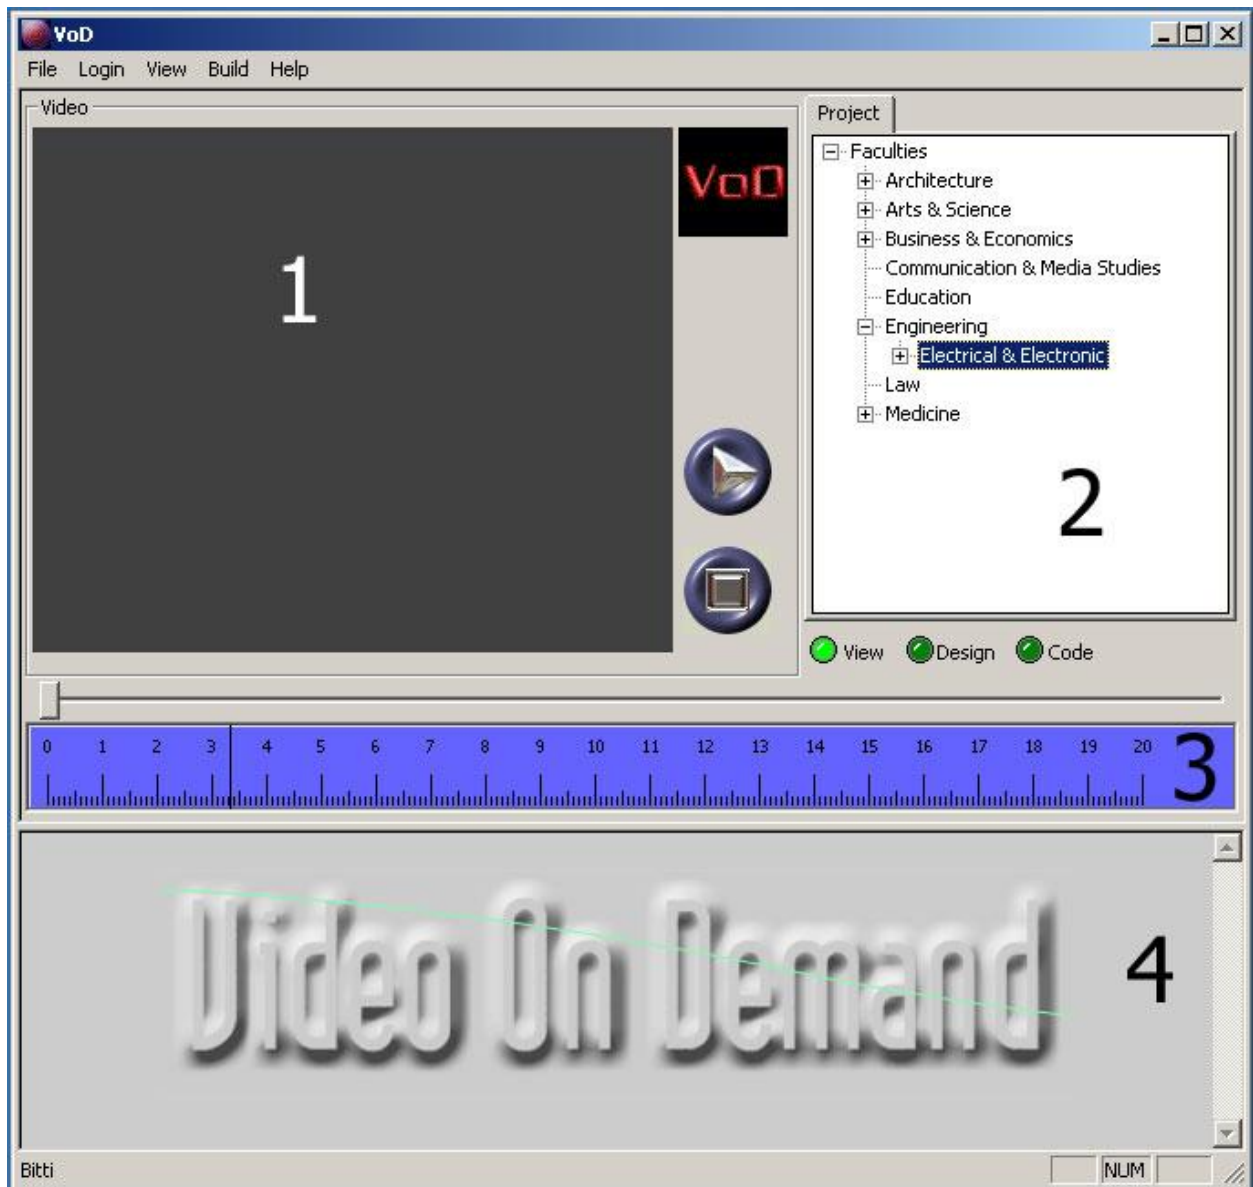 VoD
File Login View Build Help
Video
VoD
1
Project
Faculties
Architecture
Arts & Science
Business & Economics
Communication & Media Studies
Education
Engineering
Electrical & Electronic
Law
Medicine
2
View Design Code
0 1 2 3 4 5 6 7 8 9 10 11 12 13 14 15 16 17 18 19 20
3
Video On Demand
4
Bitti NUM